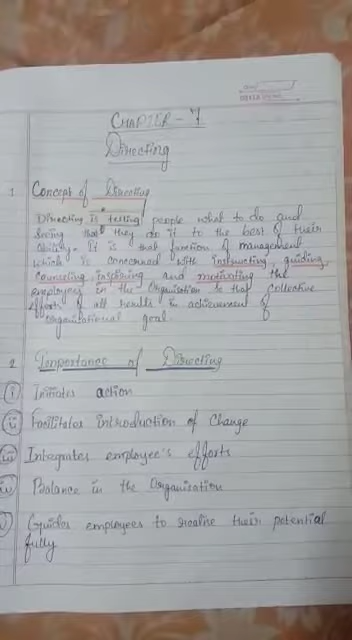 CHAPTER - 7
Directing
1 Concept of Directing
Directing is telling people what to do and
seeing that they do it to the best of their
ability. It is that function of management
which is concerned with instructing, guiding,
counseling, inspiring and motivating the
employees in the Organisation so that collective
efforts of all results in achievement of
organisational goal.
2 Importance of Directing
(i) Initiates action
(ii) Facilitates introduction of Change
(iii) Integrates employee's efforts
(iv) Balance in the Organisation
(v) Guides employees to realise their potential
fully